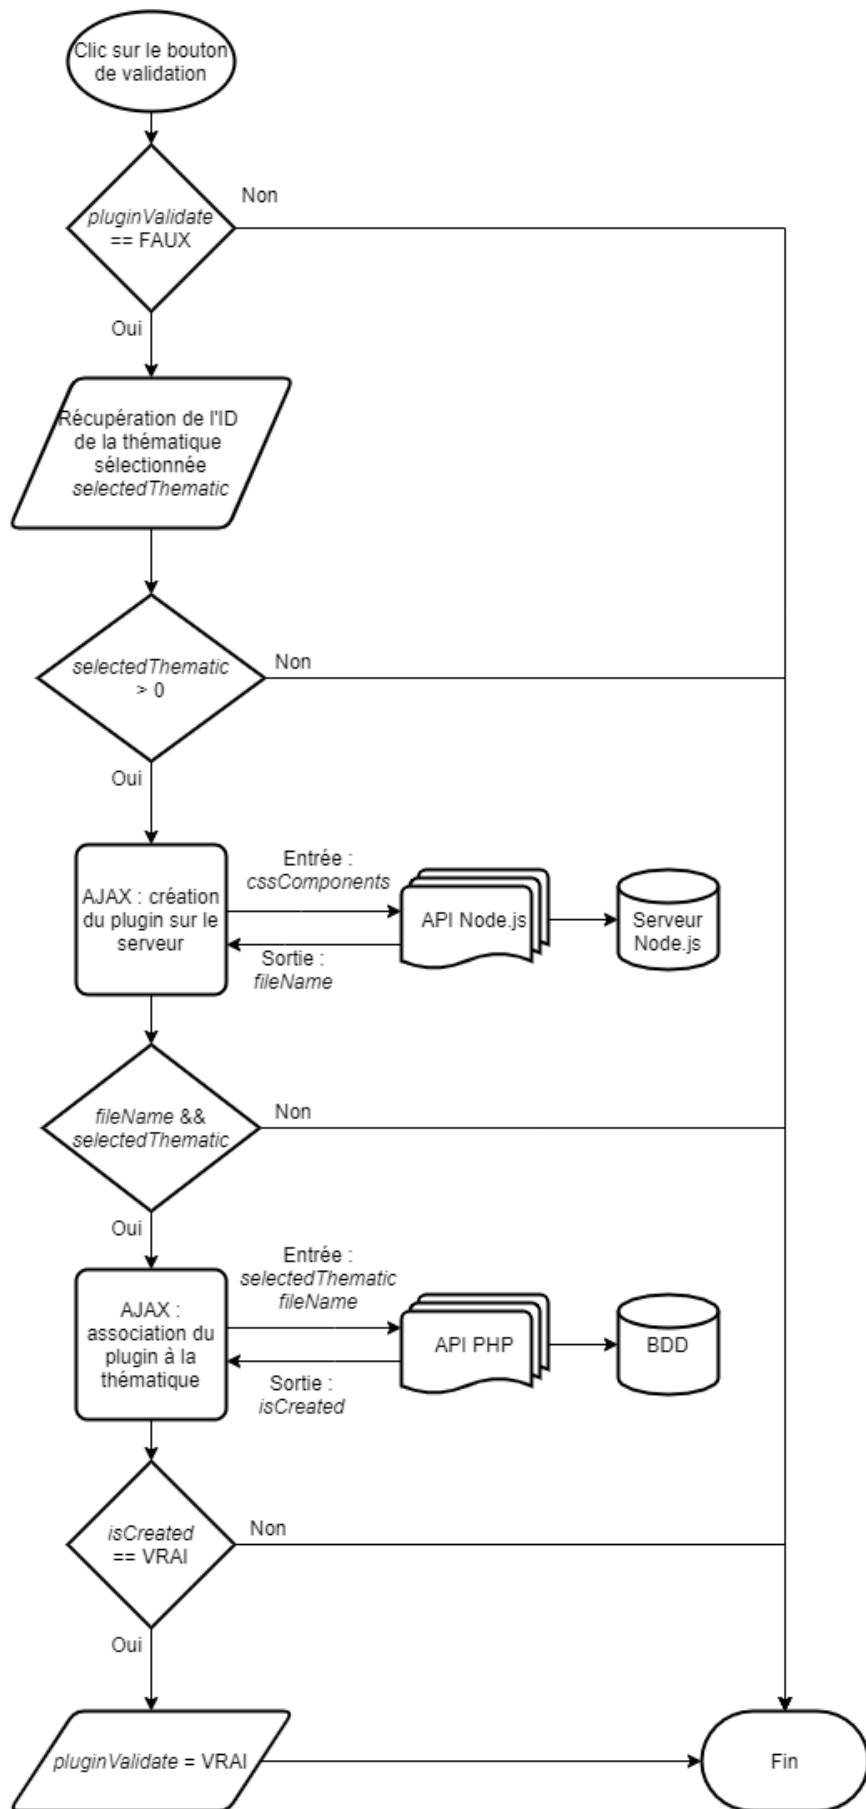 Clic sur le bouton
de validation
pluginValidate
== FAUX
Non
Oui
Récupération de l'ID
de la thématique
sélectionnée
selectedThematic
selectedThematic
> 0
Non
Oui
AJAX : création
du plugin sur le
serveur
Entrée :
cssComponents
Sortie :
fileName
API Node.js
Serveur
Node.js
fileName &&
selectedThematic
Non
Oui
AJAX :
association du
plugin à la
thématique
Entrée :
selectedThematic
fileName
Sortie :
isCreated
API PHP
BDD
isCreated
== VRAI
Non
Oui
pluginValidate = VRAI
Fin